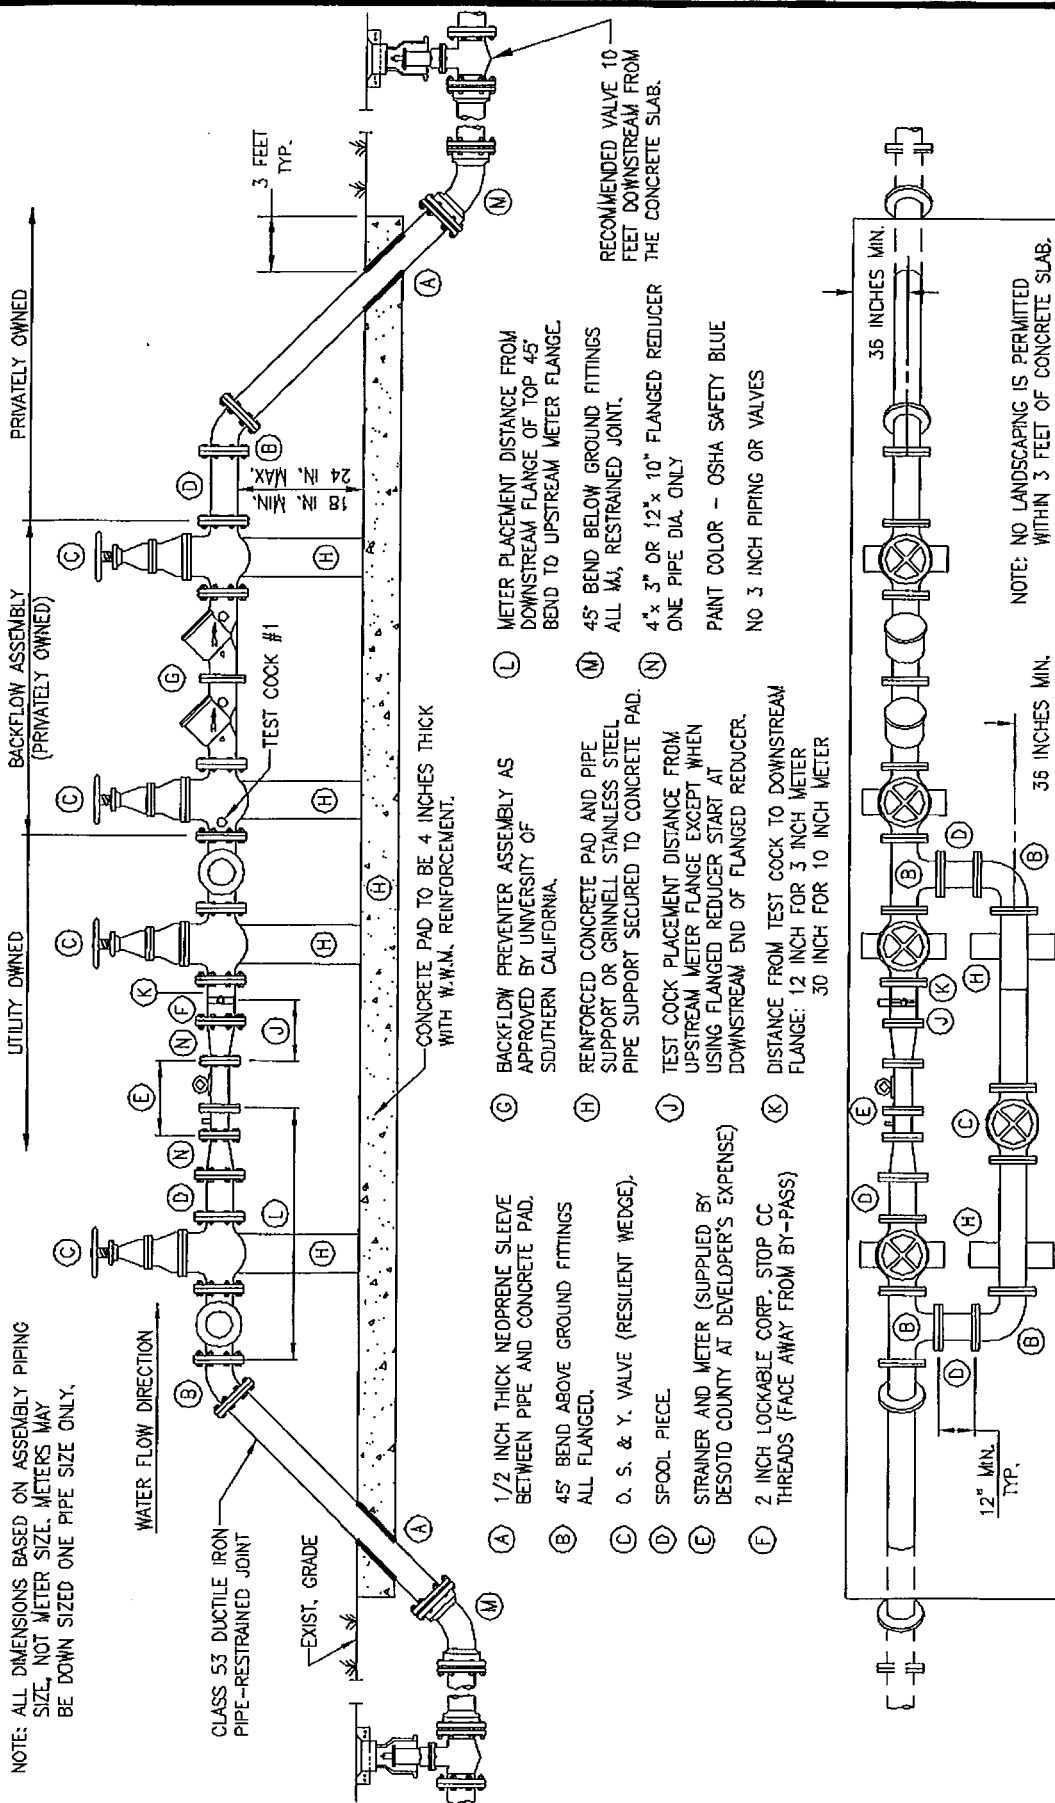 NOTE: ALL DIMENSIONS BASED ON ASSEMBLY PIPING
SIZE, NOT METER SIZE. METERS MAY
BE DOWN SIZED ONE PIPE SIZE ONLY.
UTILITY OWNED
BACKFLOW ASSEMBLY
(PRIVATELY OWNED)
PRIVATELY OWNED
WATER FLOW DIRECTION
C
C
C
C
B
D
N
E
N
F
K
G
D
B
L
J
H
H
H
H
H
TEST COCK #1
18 IN. MIN.
24 IN. MAX.
3 FEET
TYP.
CLASS 53 DUCTILE IRON
PIPE-RESTRAINED JOINT
EXIST. GRADE
A
M
A
M
CONCRETE PAD TO BE 4 INCHES THICK
WITH W.W.M. REINFORCEMENT.
RECOMMENDED VALVE 10
FEET DOWNSTREAM FROM
THE CONCRETE SLAB.
A 1/2 INCH THICK NEOPRENE SLEEVE
BETWEEN PIPE AND CONCRETE PAD.
B 45° BEND ABOVE GROUND FITTINGS
ALL FLANGED.
C O. S. & Y. VALVE (RESILIENT WEDGE).
D SPOOL PIECE.
E STRAINER AND METER (SUPPLIED BY
DESOTO COUNTY AT DEVELOPER'S EXPENSE)
F 2 INCH LOCKABLE CORP. STOP CC
THREADS (FACE AWAY FROM BY-PASS)
G BACKFLOW PREVENTER ASSEMBLY AS
APPROVED BY UNIVERSITY OF
SOUTHERN CALIFORNIA.
H REINFORCED CONCRETE PAD AND PIPE
SUPPORT OR GRINNELL STAINLESS STEEL
PIPE SUPPORT SECURED TO CONCRETE PAD.
J TEST COCK PLACEMENT DISTANCE FROM
UPSTREAM METER FLANGE EXCEPT WHEN
USING FLANGED REDUCER START AT
DOWNSTREAM END OF FLANGED REDUCER.
K DISTANCE FROM TEST COCK TO DOWNSTREAM
FLANGE: 12 INCH FOR 3 INCH METER
30 INCH FOR 10 INCH METER
L METER PLACEMENT DISTANCE FROM
DOWNSTREAM FLANGE OF TOP 45°
BEND TO UPSTREAM METER FLANGE.
M 45° BEND BELOW GROUND FITTINGS
ALL MJ, RESTRAINED JOINT.
N 4"x 3" OR 12"x 10" FLANGED REDUCER
ONE PIPE DIA. ONLY
PAINT COLOR - OSHA SAFETY BLUE
NO 3 INCH PIPING OR VALVES
36 INCHES MIN.
D
E
J
K
B
D
B
B
D
B
H
C
H
12" MIN.
TYP.
36 INCHES MIN.
NOTE: NO LANDSCAPING IS PERMITTED
WITHIN 3 FEET OF CONCRETE SLAB.